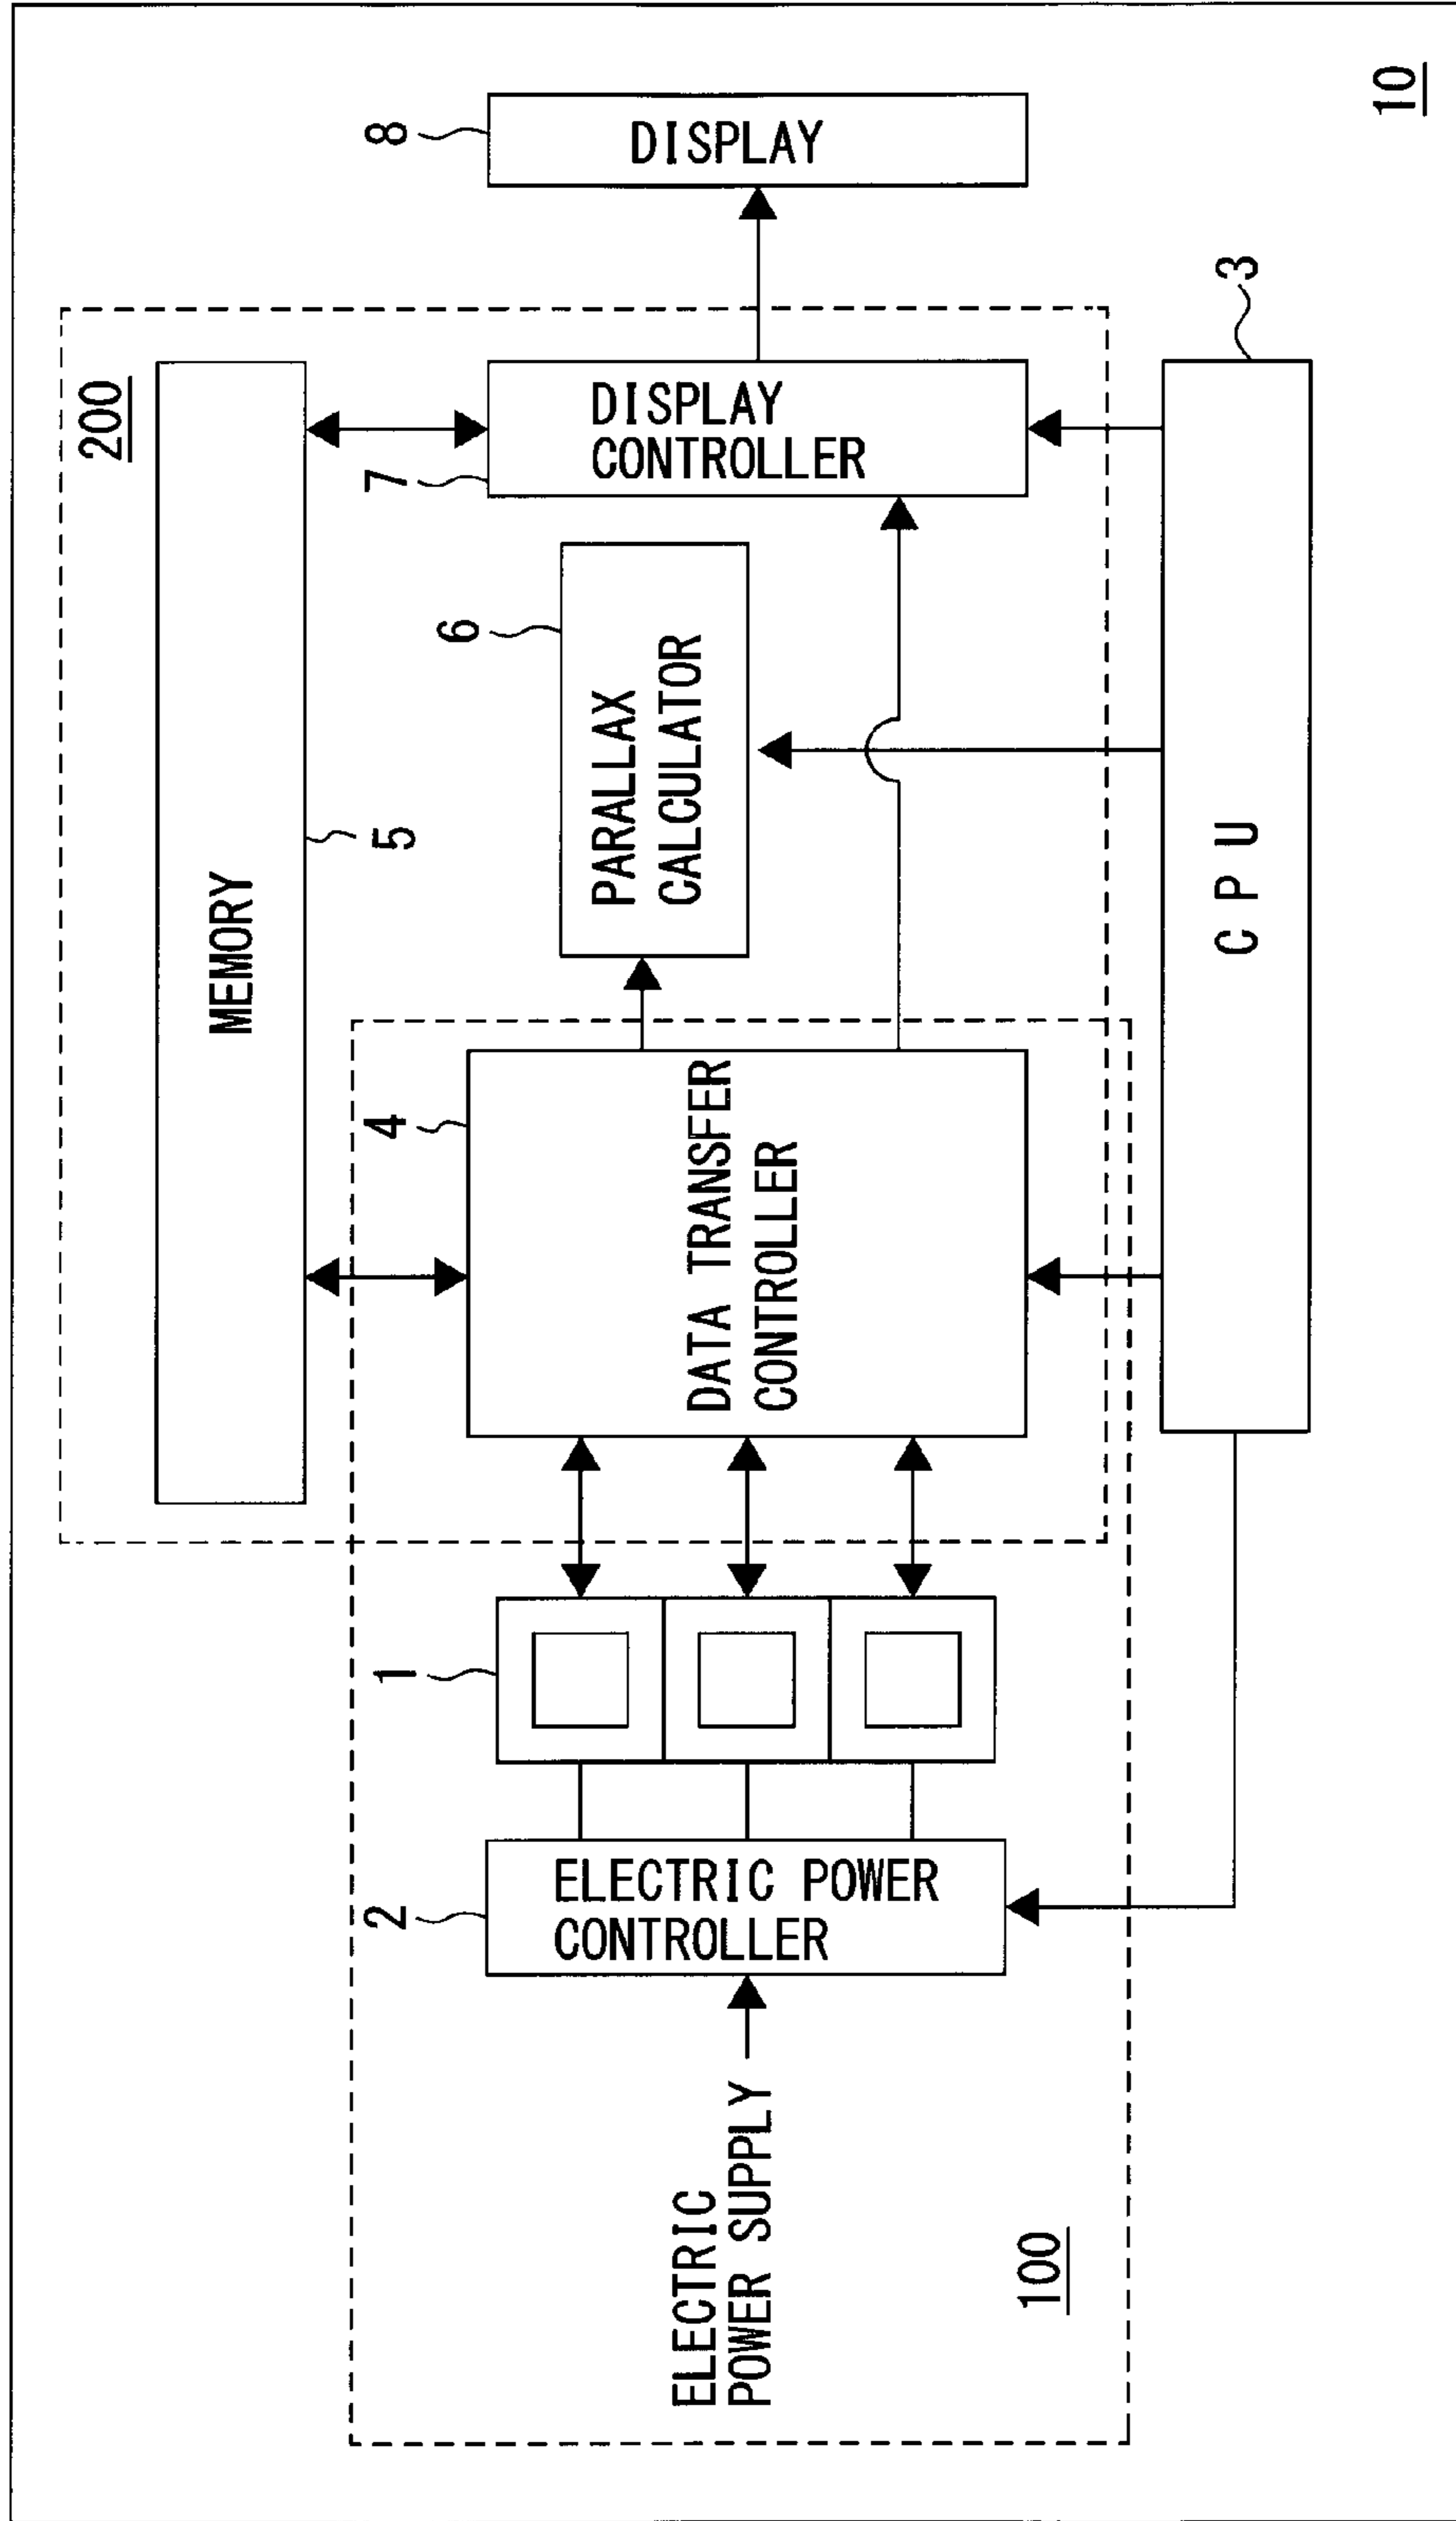 10
200
MEMORY
5
8
DISPLAY
7
DISPLAY
CONTROLLER
6
PARALLAX
CALCULATOR
4
DATA TRANSFER
CONTROLLER
1
2
ELECTRIC POWER
CONTROLLER
ELECTRIC
POWER SUPPLY
100
3
C P U